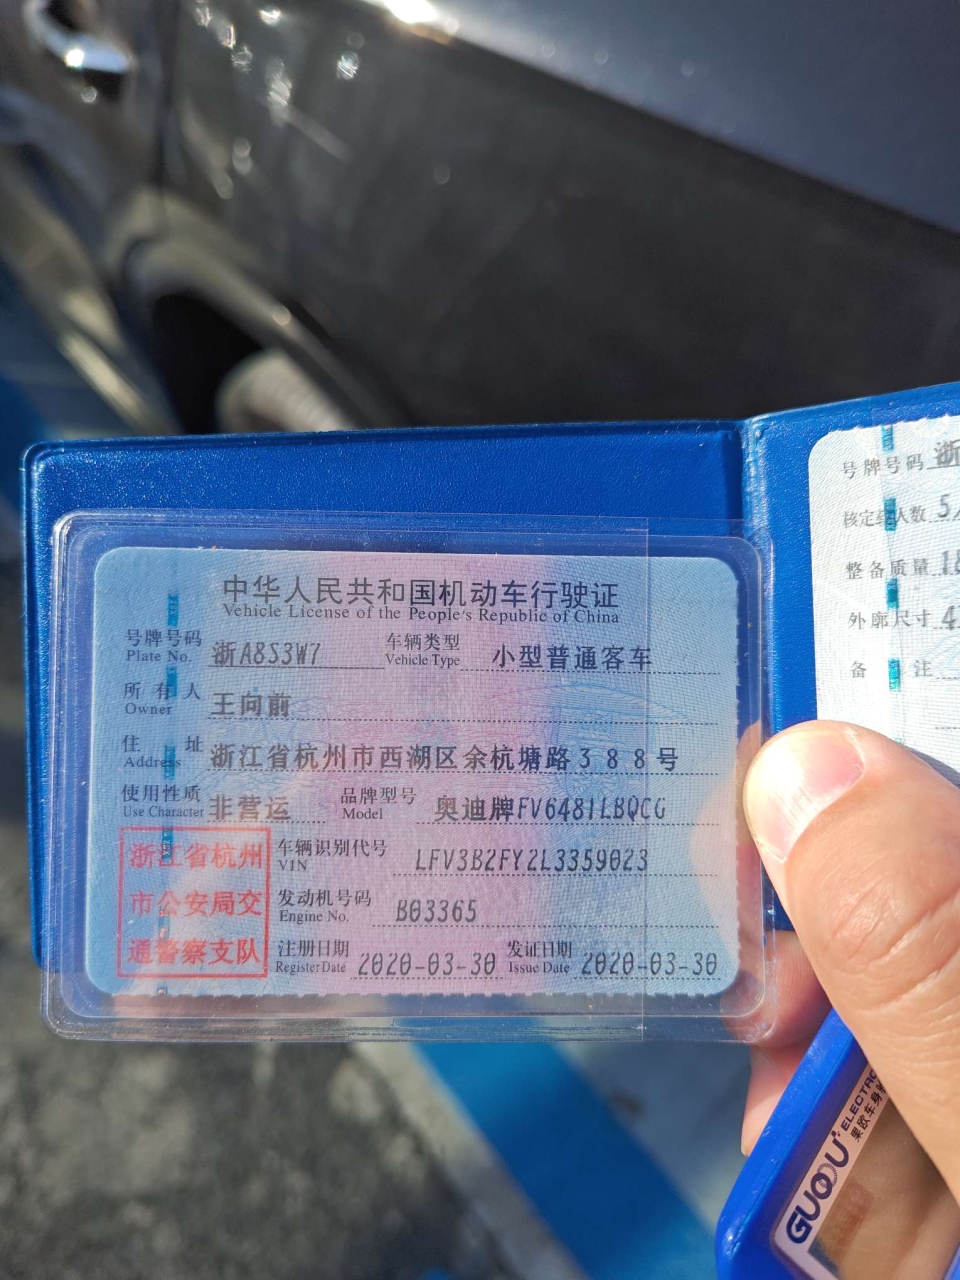 中华人民共和国机动车行驶证
Vehicle License of the People's Republic of China
号牌号码 浙A8S3W7 车辆类型 小型普通客车
Plate No. Vehicle Type
所有人 王向前
Owner
住址 浙江省杭州市西湖区余杭塘路388号
Address
使用性质 非营运 品牌型号 奥迪牌FV6481LBQCG
Use Character Model
浙江省杭州
市公安局交
通警察支队
车辆识别代号 LFV3B2FY2L3359023
VIN
发动机号码 B03365
Engine No.
注册日期 2020-03-30 发证日期 2020-03-30
Register Date Issue Date
号牌号码 浙
核定载人数 5
整备质量 18
外廓尺寸 4
备注
GUOOU ELECTRO
果欧车身